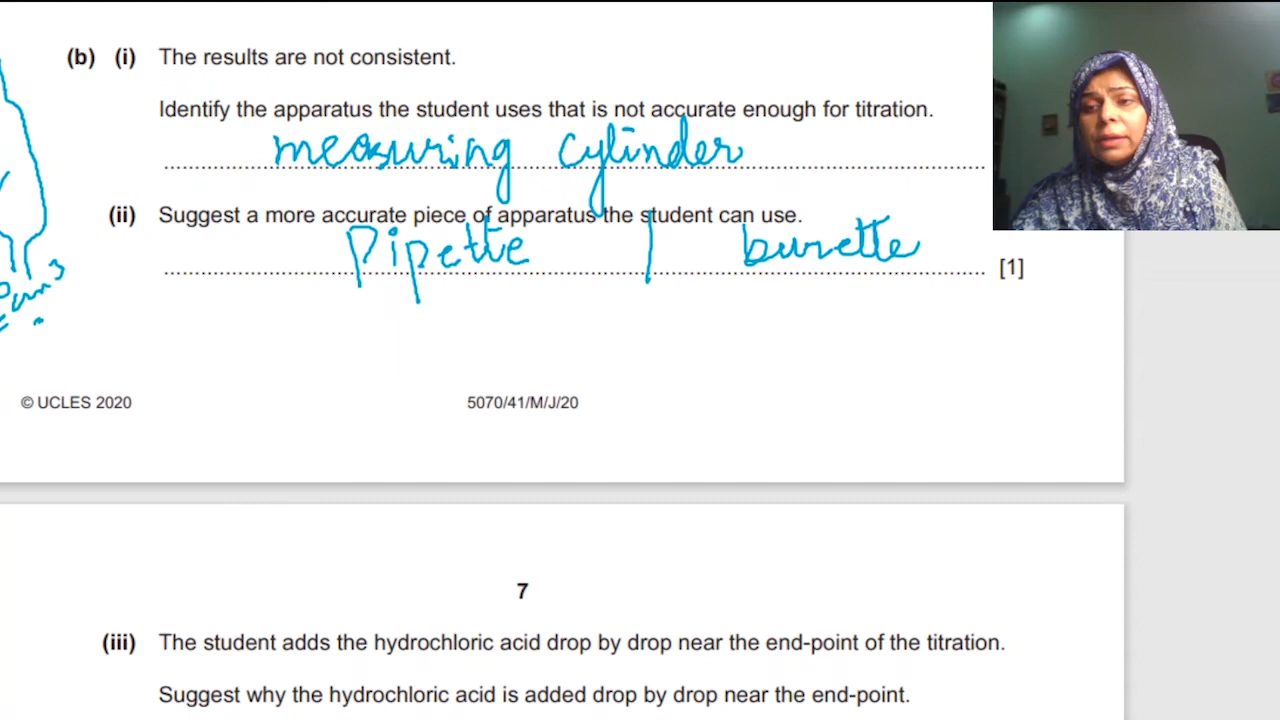 (b) (i) The results are not consistent.
Identify the apparatus the student uses that is not accurate enough for titration.
measuring cylinder
(ii) Suggest a more accurate piece of apparatus the student can use.
pipette | burette
[1]
cm3
© UCLES 2020 5070/41/M/J/20
7
(iii) The student adds the hydrochloric acid drop by drop near the end-point of the titration.
Suggest why the hydrochloric acid is added drop by drop near the end-point.